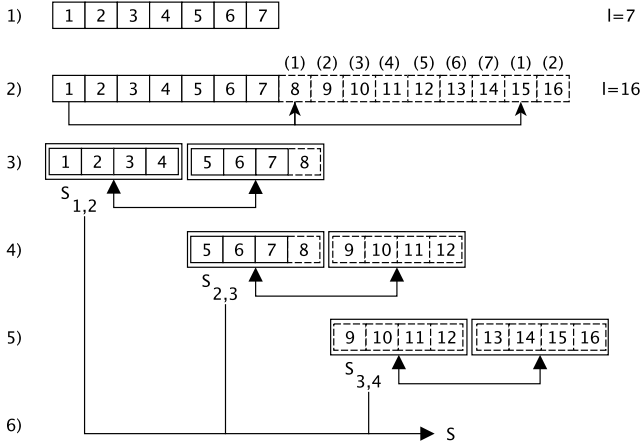 1) 1 2 3 4 5 6 7 l=7
(1) (2) (3) (4) (5) (6) (7) (1) (2)
2) 1 2 3 4 5 6 7 8 9 10 11 12 13 14 15 16 l=16
3) 1 2 3 4 5 6 7 8
S1,2
4) 5 6 7 8 9 10 11 12
S2,3
5) 9 10 11 12 13 14 15 16
S3,4
6) S